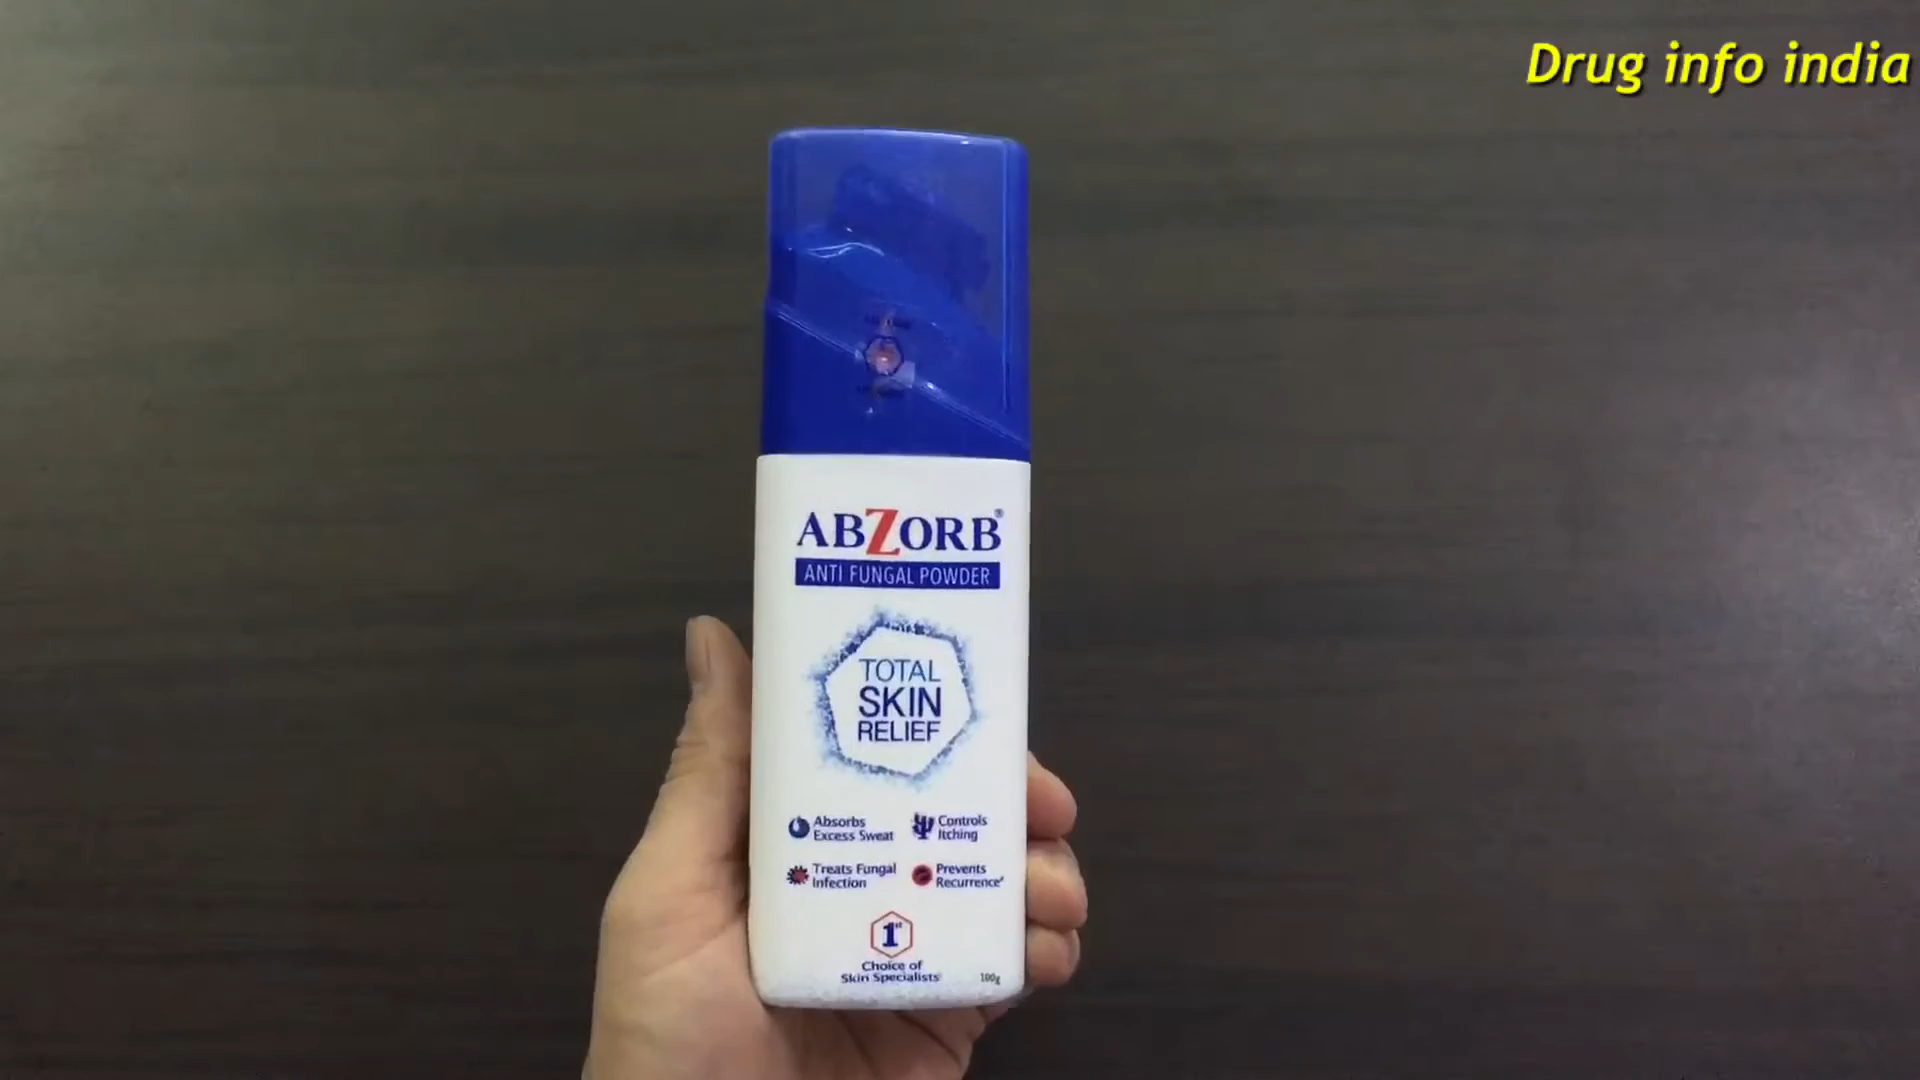 Drug info india
ABZORB®
ANTI FUNGAL POWDER
TOTAL
SKIN
RELIEF
Absorbs
Excess Sweat
Controls
Itching
Treats Fungal
Infection
Prevents
Recurrence
1st
Choice of
Skin Specialists
100g